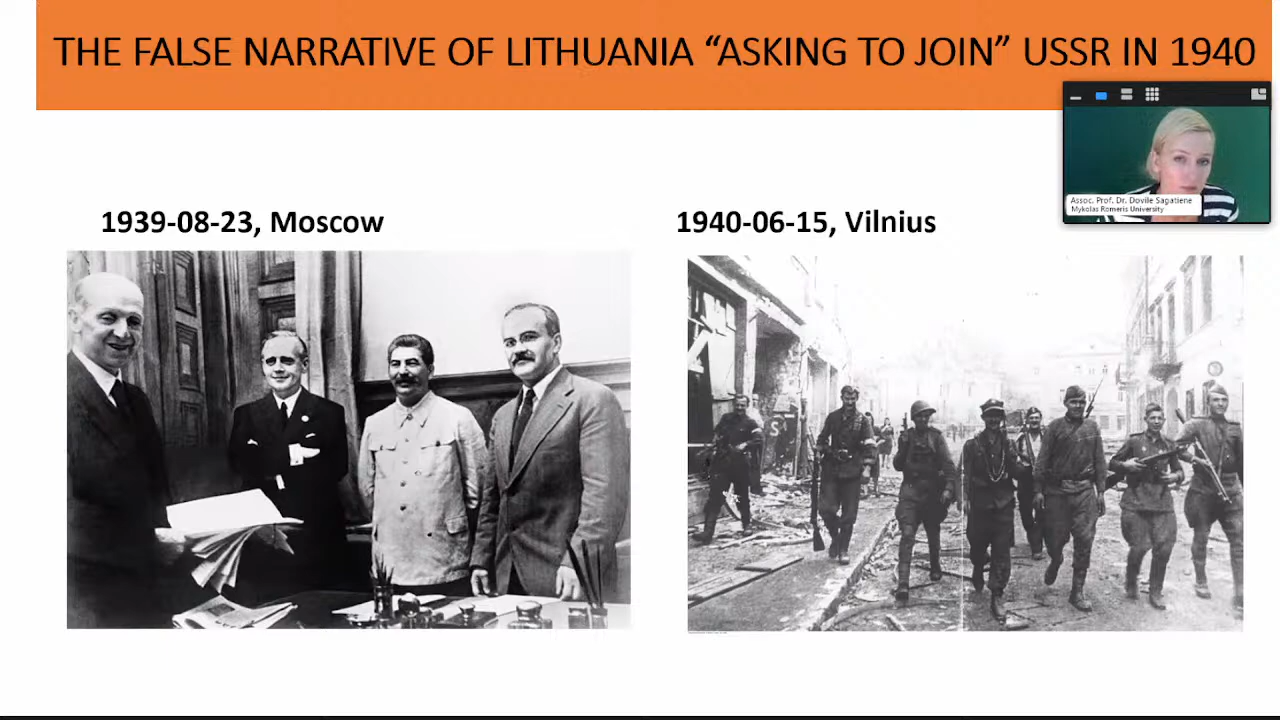 THE FALSE NARRATIVE OF LITHUANIA “ASKING TO JOIN” USSR IN 1940
Assoc. Prof. Dr. Dovile Sagatiene
Mykolas Romeris University
1939-08-23, Moscow
1940-06-15, Vilnius
S